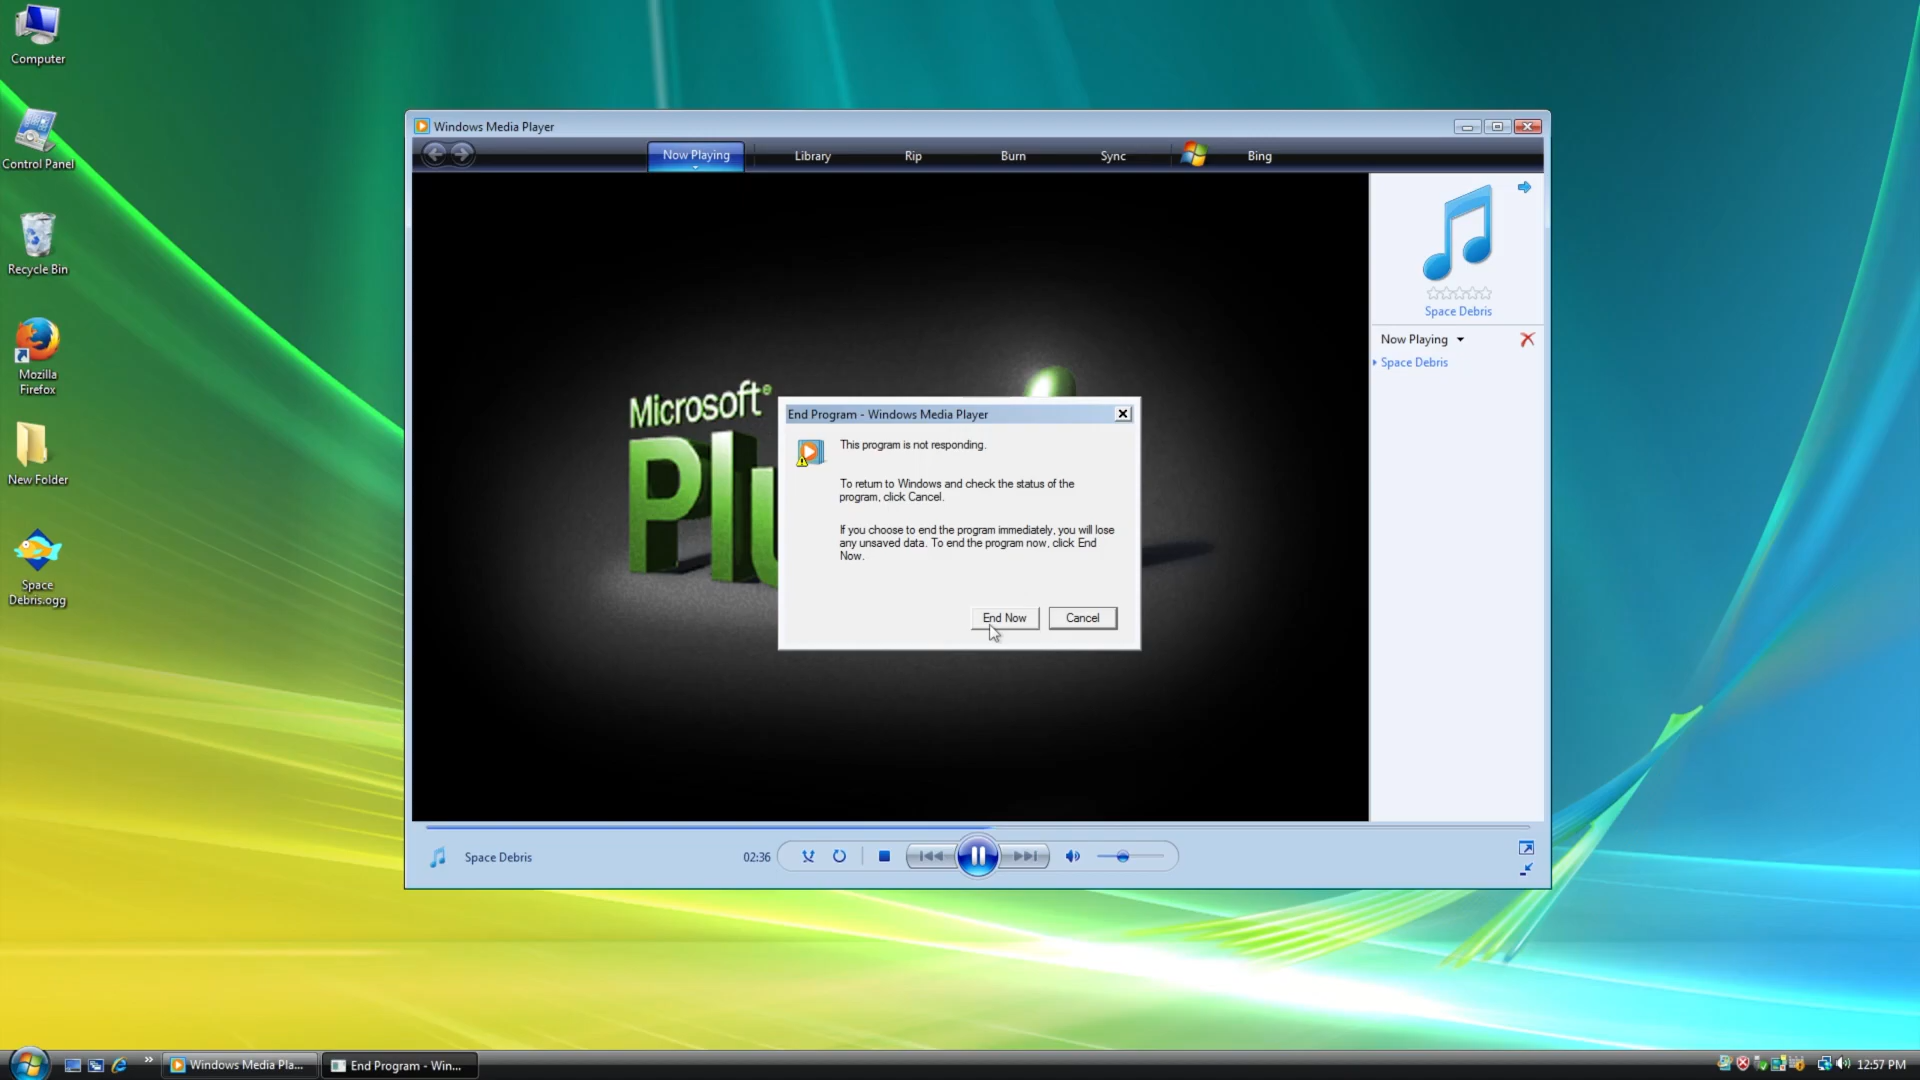 Computer
Control Panel
Recycle Bin
Mozilla
Firefox
New Folder
Space
Debris.ogg
Windows Media Player
Now Playing
Library
Rip
Burn
Sync
Bing
Space Debris
Now Playing
Space Debris
Microsoft®
Plu
End Program - Windows Media Player
This program is not responding.
To return to Windows and check the status of the
program, click Cancel.
If you choose to end the program immediately, you will lose
any unsaved data. To end the program now, click End
Now.
End Now
Cancel
Space Debris
02:36
Windows Media Pla...
End Program - Win...
12:57 PM